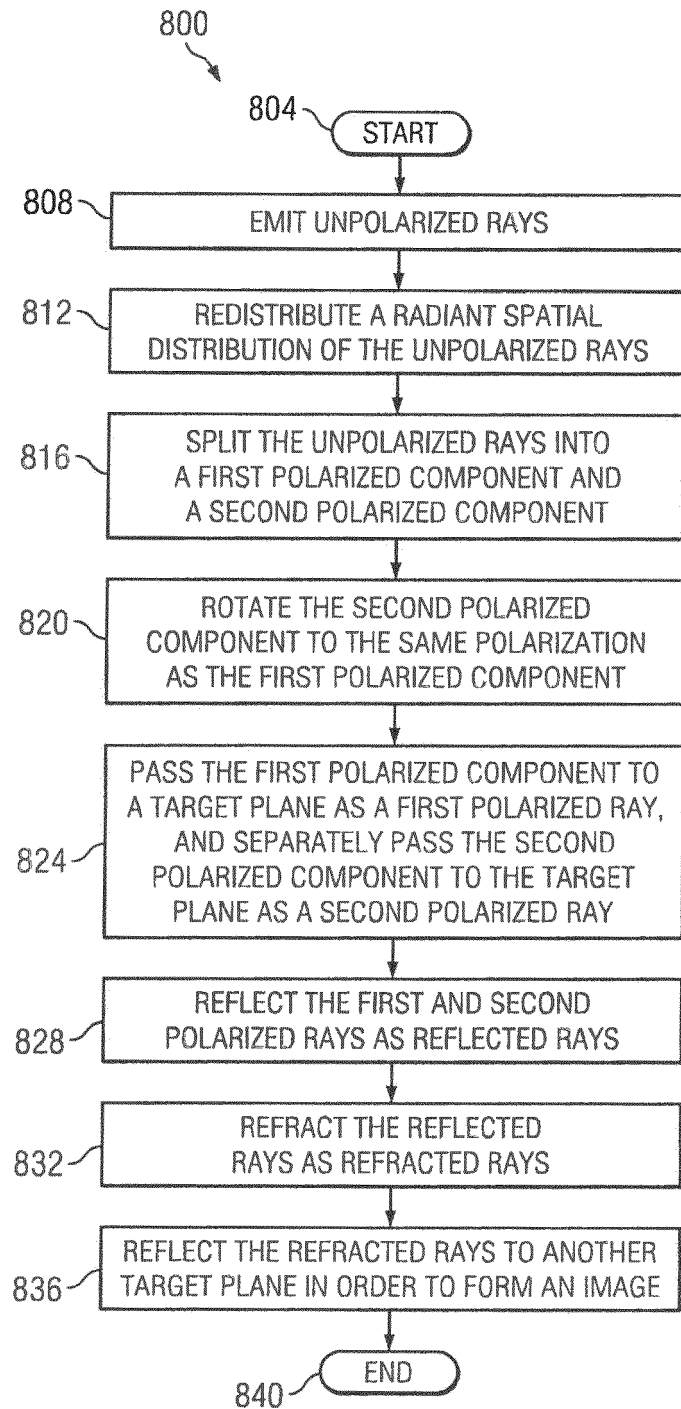 800
804
START
808
EMIT UNPOLARIZED RAYS
812
REDISTRIBUTE A RADIANT SPATIAL
DISTRIBUTION OF THE UNPOLARIZED RAYS
816
SPLIT THE UNPOLARIZED RAYS INTO
A FIRST POLARIZED COMPONENT AND
A SECOND POLARIZED COMPONENT
820
ROTATE THE SECOND POLARIZED
COMPONENT TO THE SAME POLARIZATION
AS THE FIRST POLARIZED COMPONENT
824
PASS THE FIRST POLARIZED COMPONENT TO
A TARGET PLANE AS A FIRST POLARIZED RAY,
AND SEPARATELY PASS THE SECOND
POLARIZED COMPONENT TO THE TARGET
PLANE AS A SECOND POLARIZED RAY
828
REFLECT THE FIRST AND SECOND
POLARIZED RAYS AS REFLECTED RAYS
832
REFRACT THE REFLECTED
RAYS AS REFRACTED RAYS
836
REFLECT THE REFRACTED RAYS TO ANOTHER
TARGET PLANE IN ORDER TO FORM AN IMAGE
840
END